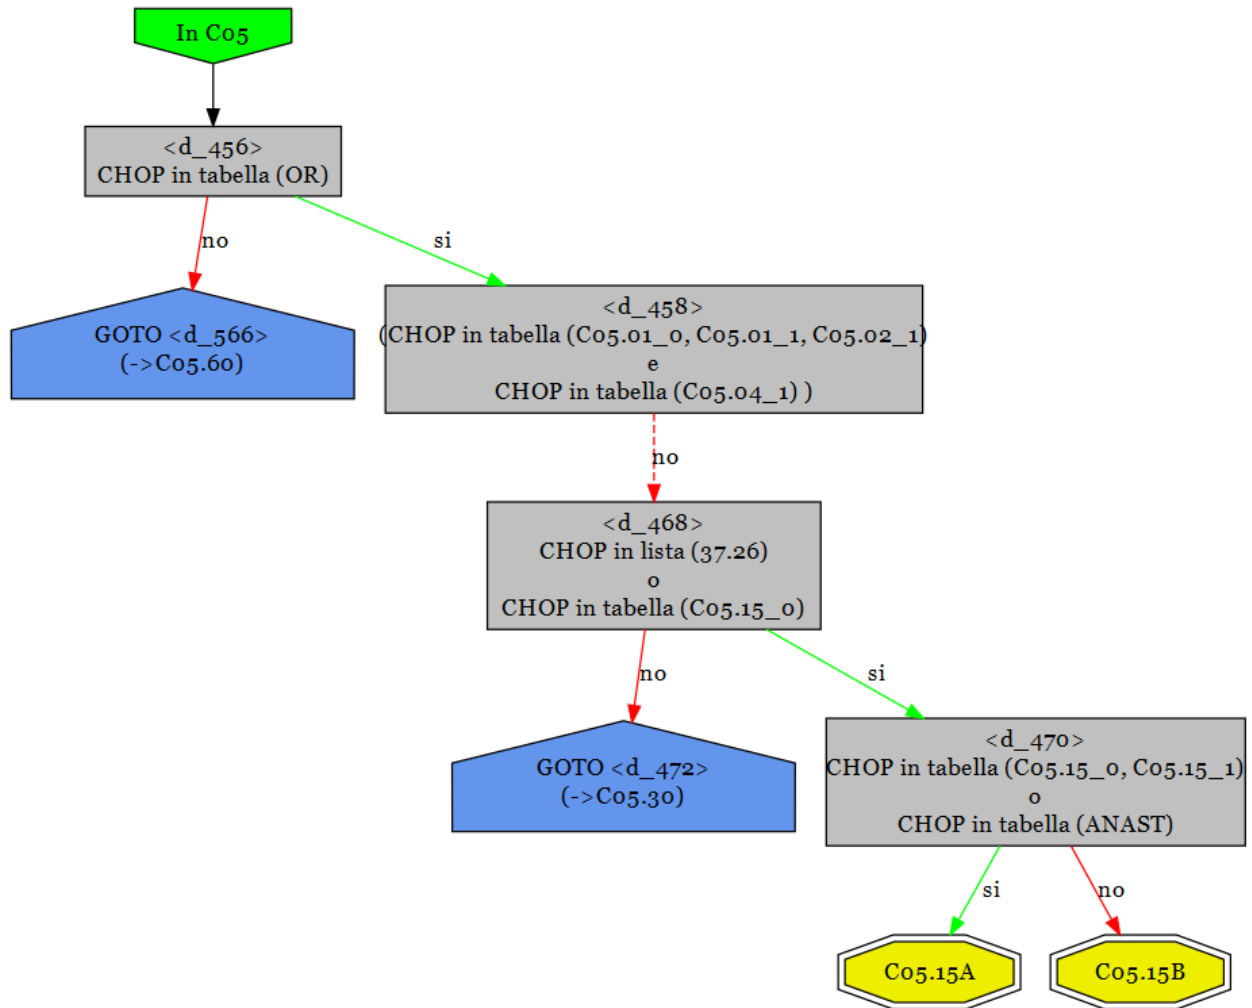 In C05
<d_456>
CHOP in tabella (OR)
no
si
GOTO <d_566>
(->C05.60)
<d_458>
(CHOP in tabella (C05.01_0, C05.01_1, C05.02_1)
e
CHOP in tabella (C05.04_1) )
no
<d_468>
CHOP in lista (37.26)
o
CHOP in tabella (C05.15_0)
no
si
GOTO <d_472>
(->C05.30)
<d_470>
CHOP in tabella (C05.15_0, C05.15_1)
o
CHOP in tabella (ANAST)
si
no
C05.15A
C05.15B